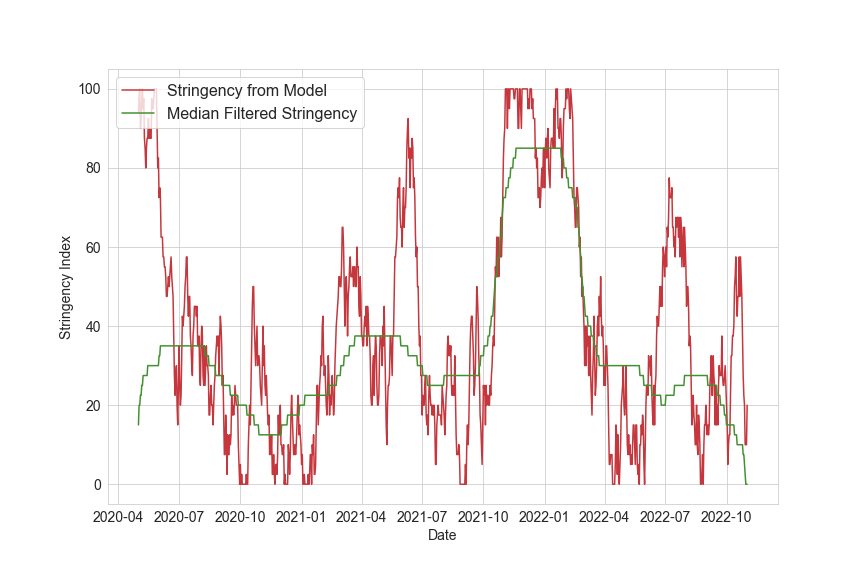 Stringency from Model
Median Filtered Stringency
100
80
60
40
20
0
Stringency Index
2020-04 2020-07 2020-10 2021-01 2021-04 2021-07 2021-10 2022-01 2022-04 2022-07 2022-10
Date